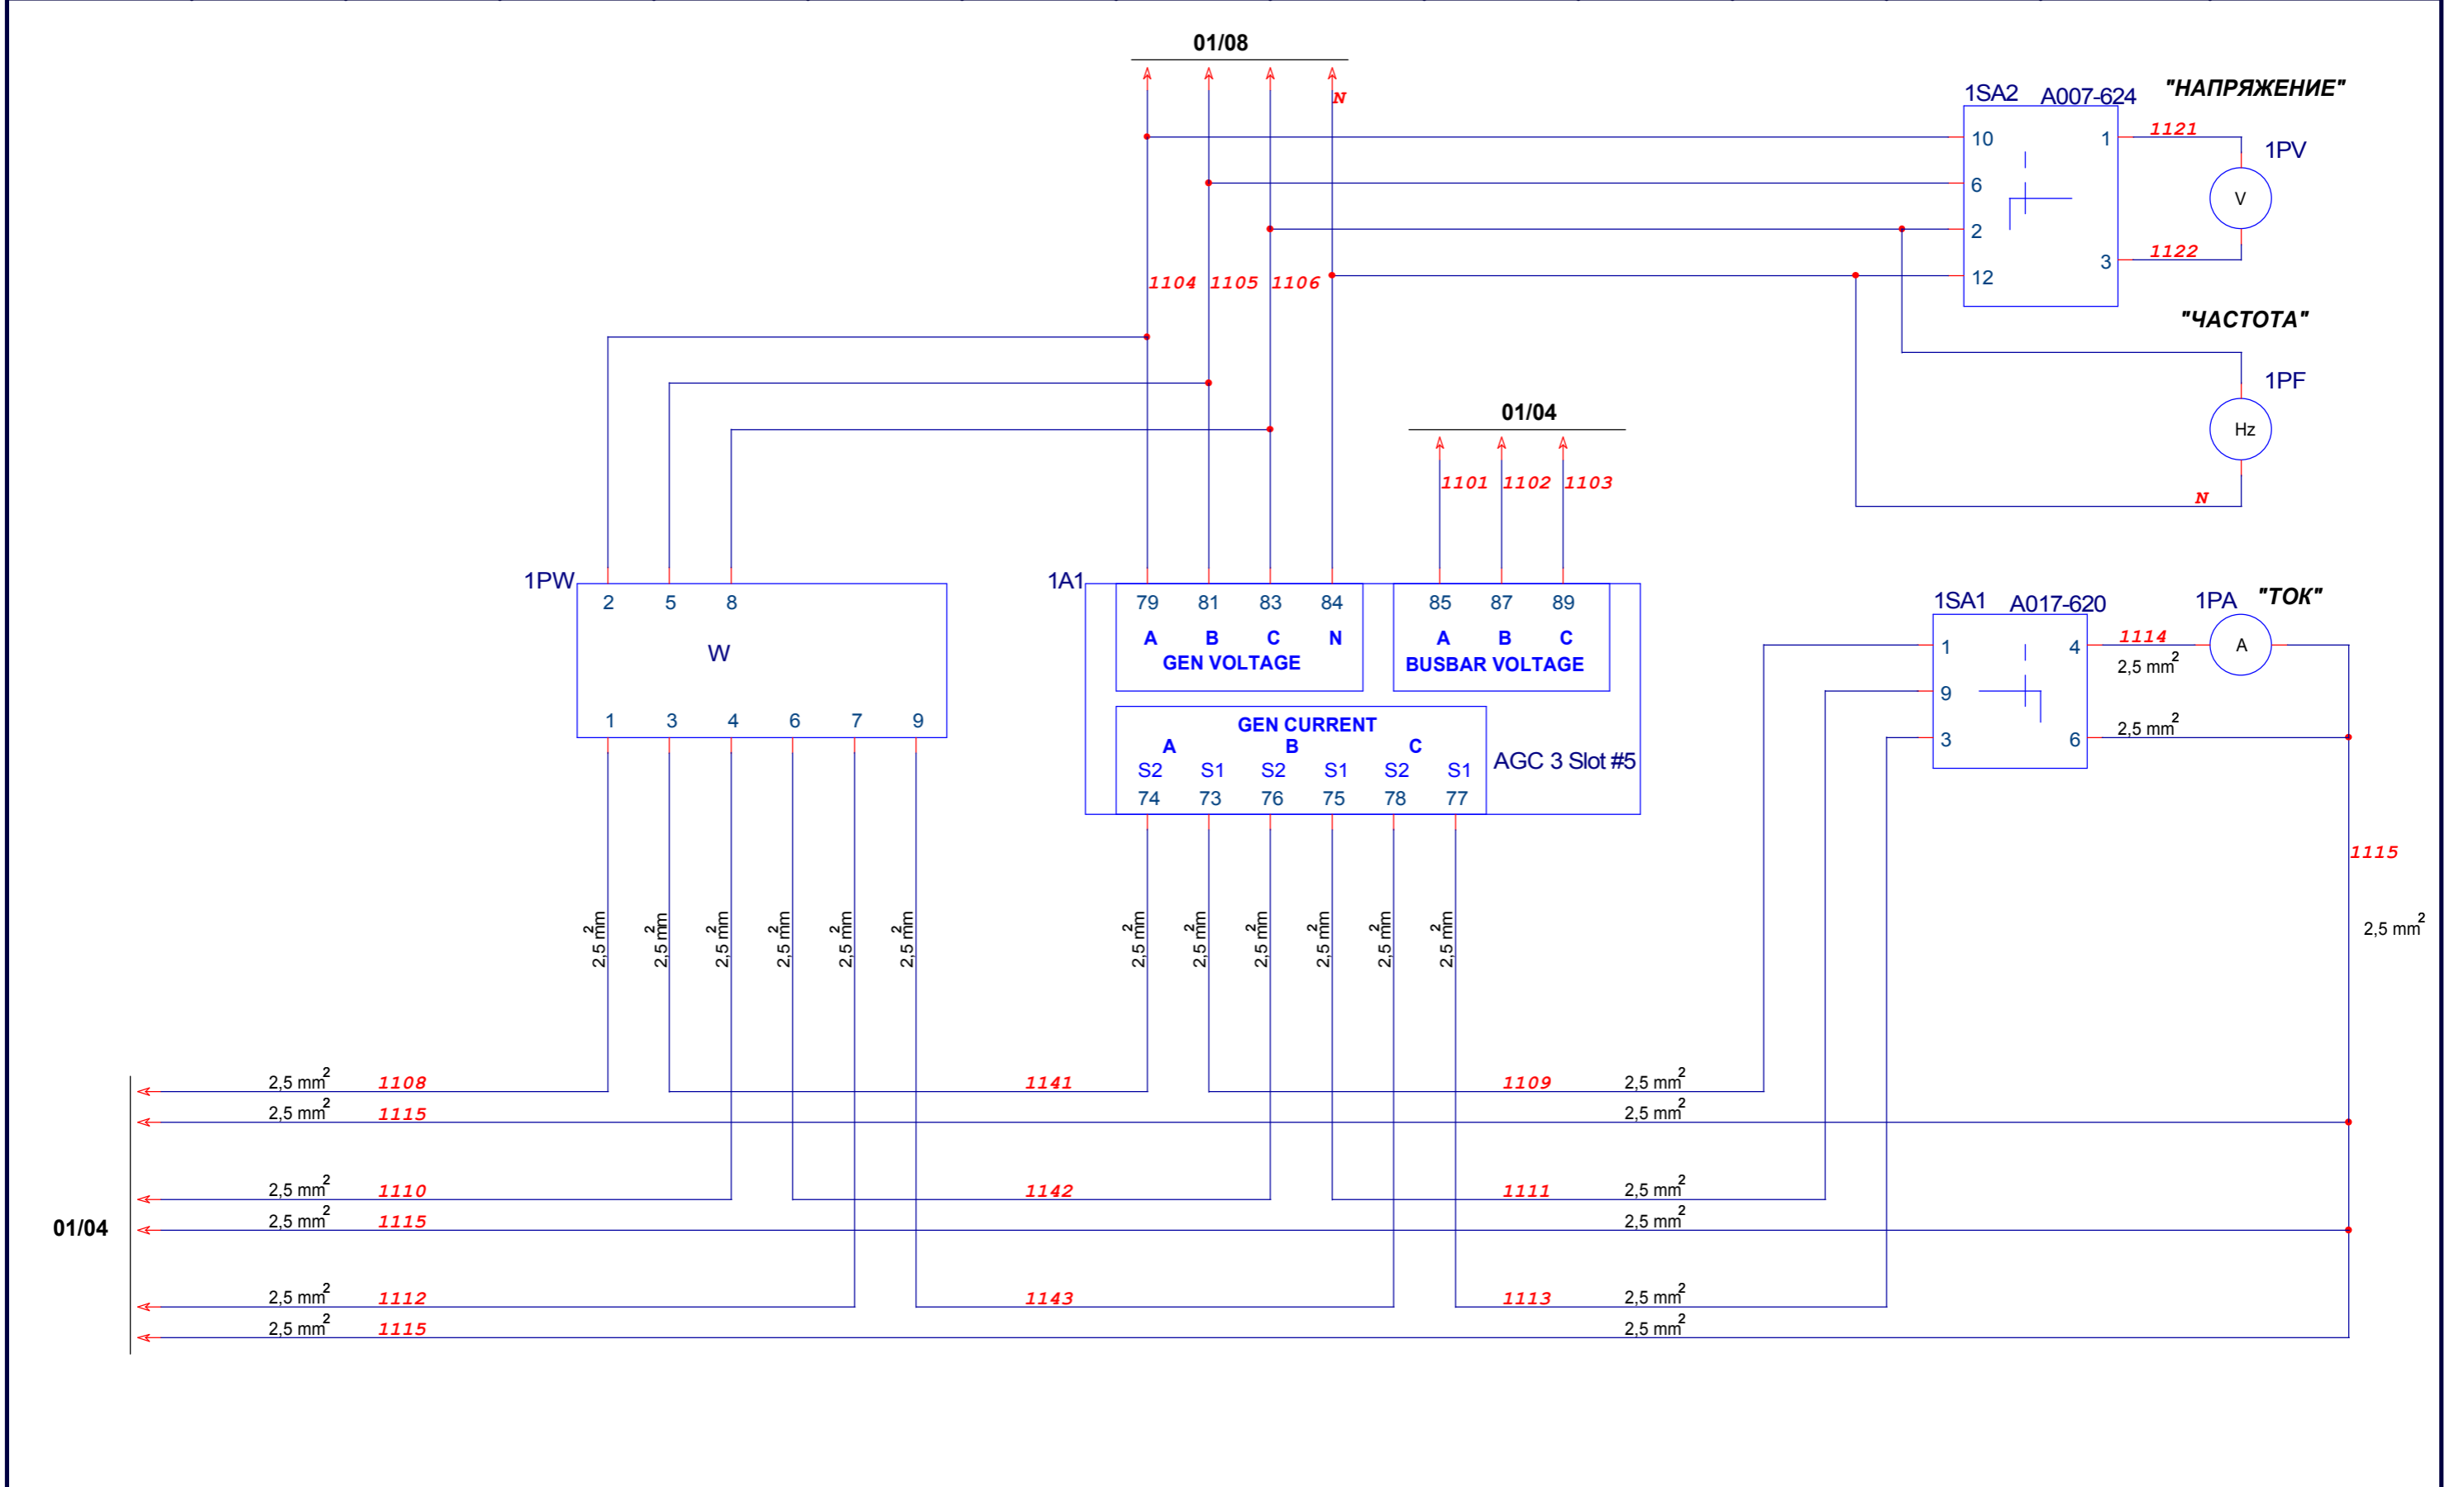 01/08
N
1SA2 A007-624 "НАПРЯЖЕНИЕ"
10 1 1121 1PV
6 V
2
12 3 1122
1104 1105 1106
"ЧАСТОТА"
1PF
Hz
N
01/04
1101 1102 1103
1PW
2 5 8
W
1 3 4 6 7 9
1A1
79 81 83 84 85 87 89
A B C N A B C
GEN VOLTAGE BUSBAR VOLTAGE
GEN CURRENT
A B C
S2 S1 S2 S1 S2 S1
74 73 76 75 78 77
AGC 3 Slot #5
1SA1 A017-620 1PA "ТОК"
1 4 1114 A
2,5 mm²
9
3 6 2,5 mm²
1115
2,5 mm²
2,5 mm² 2,5 mm² 2,5 mm² 2,5 mm² 2,5 mm² 2,5 mm² 2,5 mm² 2,5 mm² 2,5 mm² 2,5 mm² 2,5 mm² 2,5 mm²
2,5 mm² 1108 1141 1109 2,5 mm²
2,5 mm² 1115 2,5 mm²
2,5 mm² 1110 1142 1111 2,5 mm²
2,5 mm² 1115 2,5 mm²
01/04
2,5 mm² 1112 1143 1113 2,5 mm²
2,5 mm² 1115 2,5 mm²